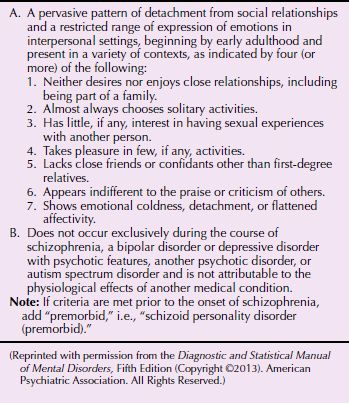 A. A pervasive pattern of detachment from social relationships
and a restricted range of expression of emotions in
interpersonal settings, beginning by early adulthood and
present in a variety of contexts, as indicated by four (or
more) of the following:
1. Neither desires nor enjoys close relationships, including
being part of a family.
2. Almost always chooses solitary activities.
3. Has little, if any, interest in having sexual experiences
with another person.
4. Takes pleasure in few, if any, activities.
5. Lacks close friends or confidants other than first-degree
relatives.
6. Appears indifferent to the praise or criticism of others.
7. Shows emotional coldness, detachment, or flattened
affectivity.
B. Does not occur exclusively during the course of
schizophrenia, a bipolar disorder or depressive disorder
with psychotic features, another psychotic disorder, or
autism spectrum disorder and is not attributable to the
physiological effects of another medical condition.
Note: If criteria are met prior to the onset of schizophrenia,
add “premorbid,” i.e., “schizoid personality disorder
(premorbid).”
(Reprinted with permission from the Diagnostic and Statistical Manual
of Mental Disorders, Fifth Edition (Copyright ©2013). American
Psychiatric Association. All Rights Reserved.)